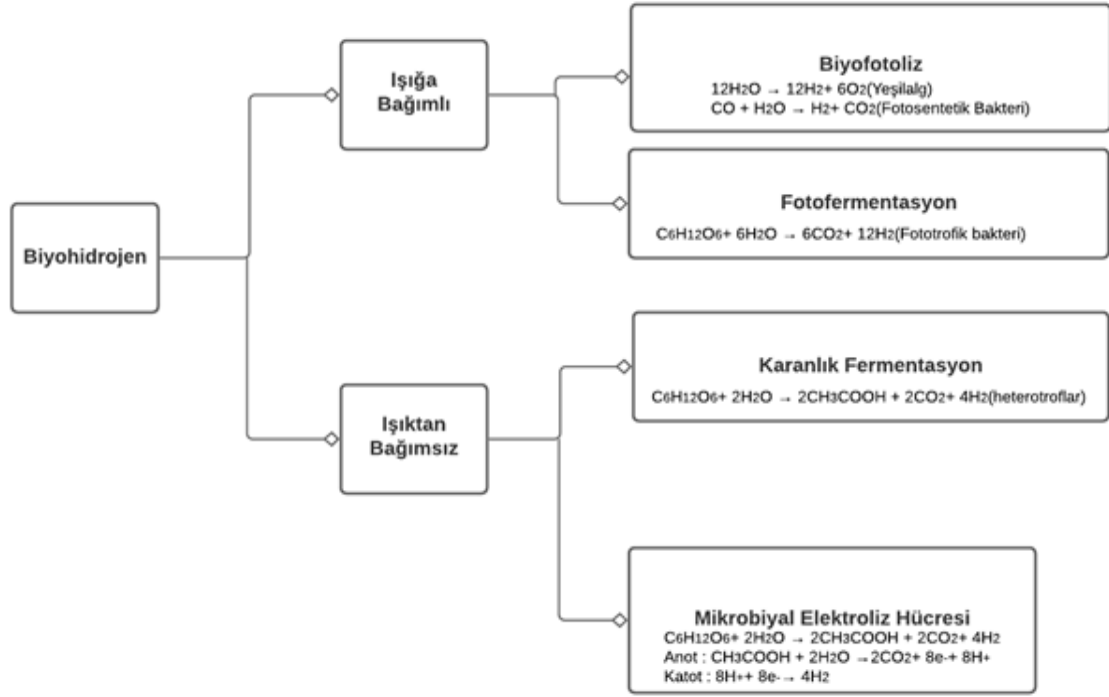 Biyohidrojen
Işığa
Bağımlı
Biyofotoliz
12H2O → 12H2+ 6O2(Yeşilalg)
CO + H2O → H2+ CO2(Fotosentetik Bakteri)
Fotofermentasyon
C6H12O6+ 6H2O → 6CO2+ 12H2(Fototrofik bakteri)
Işıktan
Bağımsız
Karanlık Fermentasyon
C6H12O6+ 2H2O → 2CH3COOH + 2CO2+ 4H2(heterotroflar)
Mikrobiyal Elektroliz Hücresi
C6H12O6+ 2H2O → 2CH3COOH + 2CO2+ 4H2
Anot : CH3COOH + 2H2O →2CO2+ 8e-+ 8H+
Katot : 8H++ 8e-→ 4H2